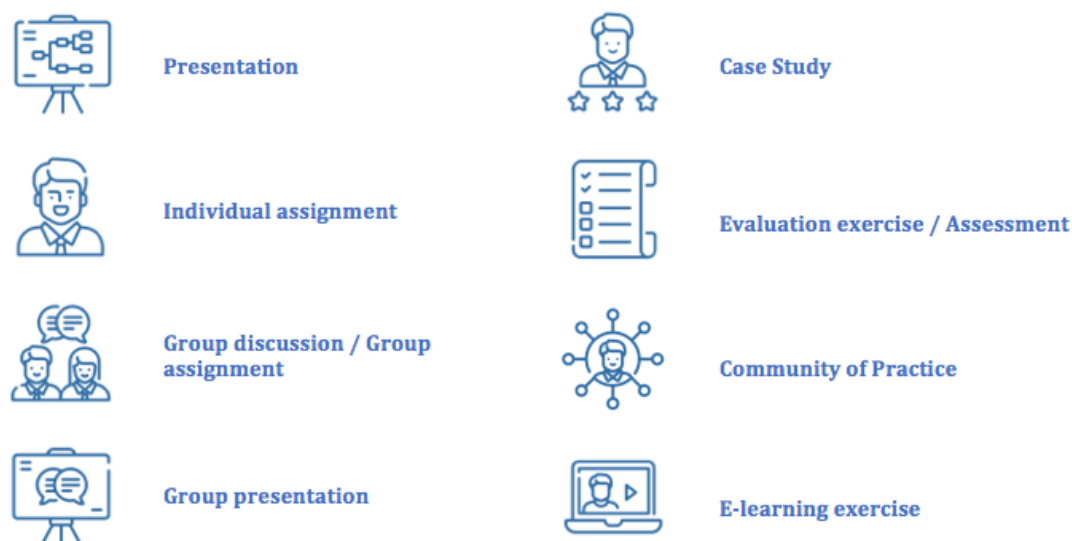 Presentation
Case Study
Individual assignment
Evaluation exercise / Assessment
Group discussion / Group
assignment
Community of Practice
Group presentation
E-learning exercise